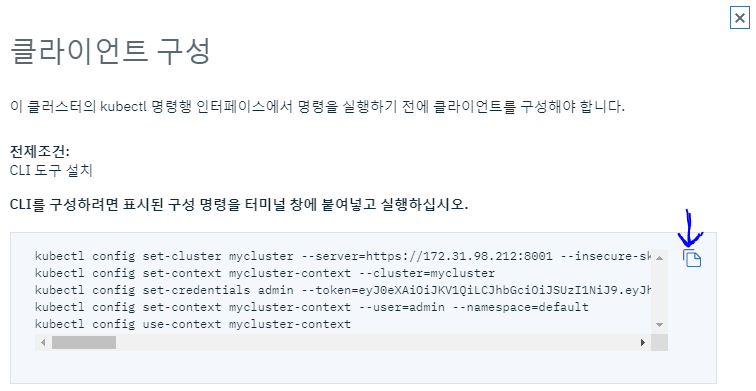 클라이언트 구성
이 클러스터의 kubectl 명령행 인터페이스에서 명령을 실행하기 전에 클라이언트를 구성해야 합니다.
전제조건:
CLI 도구 설치
CLI를 구성하려면 표시된 구성 명령을 터미널 창에 붙여넣고 실행하십시오.
kubectl config set-cluster mycluster --server=https://172.31.98.212:8001 --insecure-sk
kubectl config set-context mycluster-context --cluster=mycluster
kubectl config set-credentials admin --token=eyJ0eXAiOiJKV1QiLCJhbGciOiJSUzI1NiJ9.eyJh
kubectl config set-context mycluster-context --user=admin --namespace=default
kubectl config use-context mycluster-context